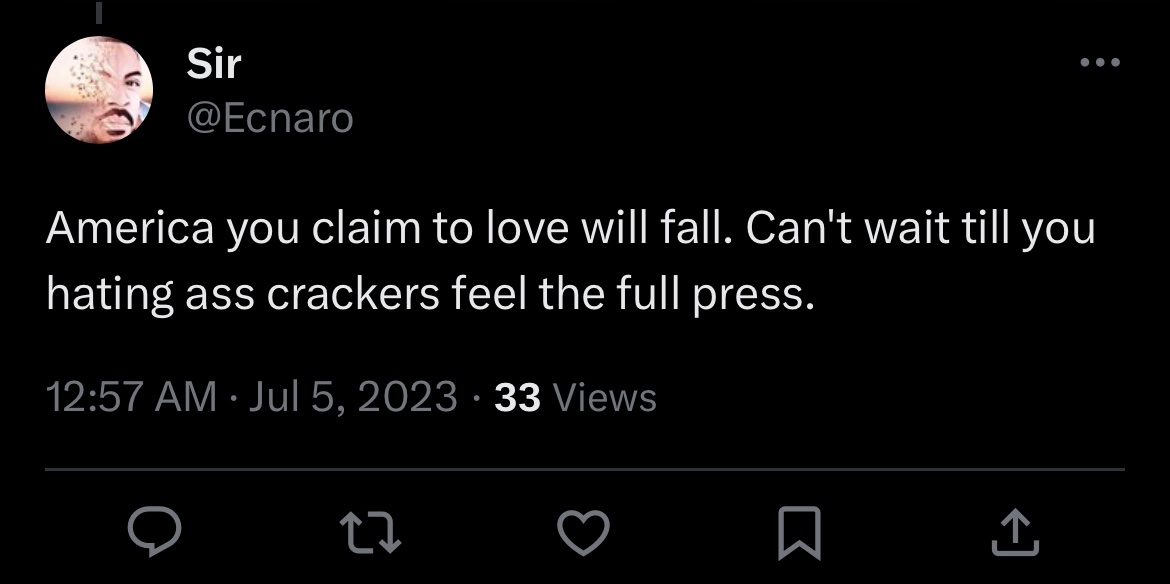 Sir
@Ecnaro
America you claim to love will fall. Can't wait till you
hating ass crackers feel the full press.
12:57 AM · Jul 5, 2023 · 33 Views